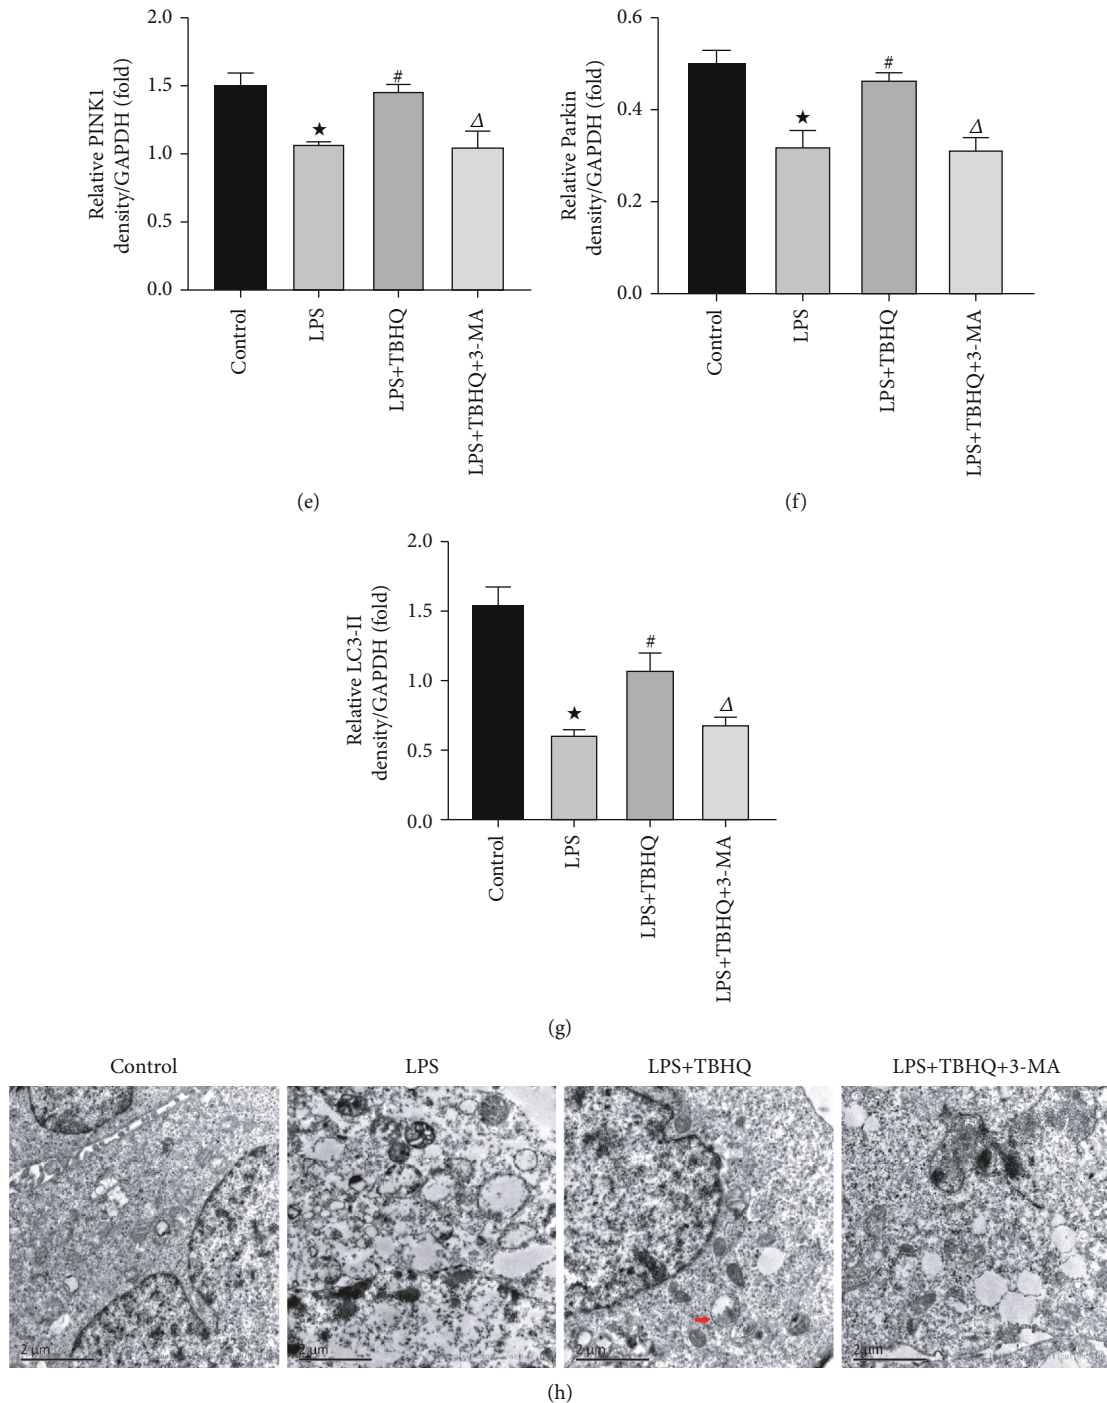 2.0
1.5
1.0
0.5
0.0
Relative PINK1
density/GAPDH (fold)
★
#
Δ
Control
LPS
LPS+TBHQ
LPS+TBHQ+3-MA
(e)
0.6
0.4
0.2
0.0
Relative Parkin
density/GAPDH (fold)
★
#
Δ
Control
LPS
LPS+TBHQ
LPS+TBHQ+3-MA
(f)
2.0
1.5
1.0
0.5
0.0
Relative LC3-II
density/GAPDH (fold)
★
#
Δ
Control
LPS
LPS+TBHQ
LPS+TBHQ+3-MA
(g)
Control
LPS
LPS+TBHQ
LPS+TBHQ+3-MA
2 μm
2 μm
2 μm
2 μm
(h)